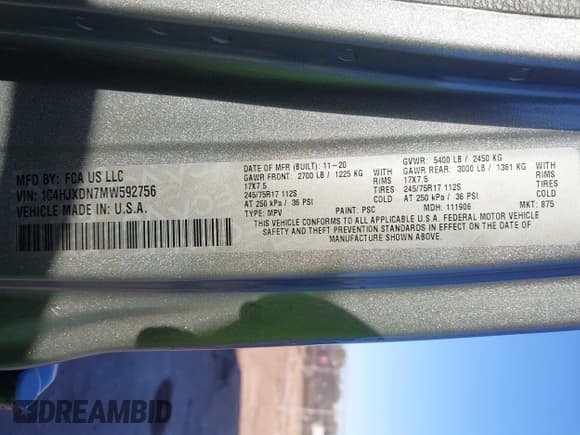 MFD BY: FCA US LLC
VIN: 1C4HJXDN7MW592756
VEHICLE MADE IN: U.S.A.
DATE OF MFR (BUILT): 11-20
GAWR FRONT: 2700 LB / 1225 KG WITH
17X7.5 RIMS
245/75R17 112S TIRES
AT 250 kPa / 36 PSI COLD
TYPE: MPV PAINT: PSC
GVWR: 5400 LB / 2450 KG
GAWR REAR: 3000 LB / 1361 KG WITH
17X7.5 RIMS
245/75R17 112S TIRES
AT 250 kPa / 36 PSI COLD
MDH: 111906 MKT: 875
THIS VEHICLE CONFORMS TO ALL APPLICABLE U.S.A. FEDERAL MOTOR VEHICLE
SAFETY AND THEFT PREVENTION STANDARDS IN EFFECT ON THE DATE OF
MANUFACTURE SHOWN ABOVE.
DREAMBID